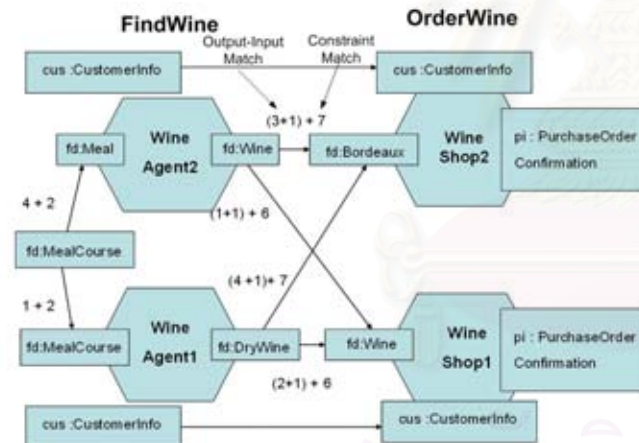 FindWine
OrderWine
Output-Input
Match
Constraint
Match
cus :CustomerInfo
cus :CustomerInfo
(3+1) + 7
fd:Meal
Wine
Agent2
fd:Wine
fd:Bordeaux
Wine
Shop2
pi : PurchaseOrder
Confirmation
4 + 2
(1+1) + 6
fd:MealCourse
(4 +1)+ 7
1 + 2
fd:MealCourse
Wine
Agent1
fd:DryWine
fd:Wine
Wine
Shop1
pi : PurchaseOrder
Confirmation
(2+1) + 6
cus :CustomerInfo
cus :CustomerInfo